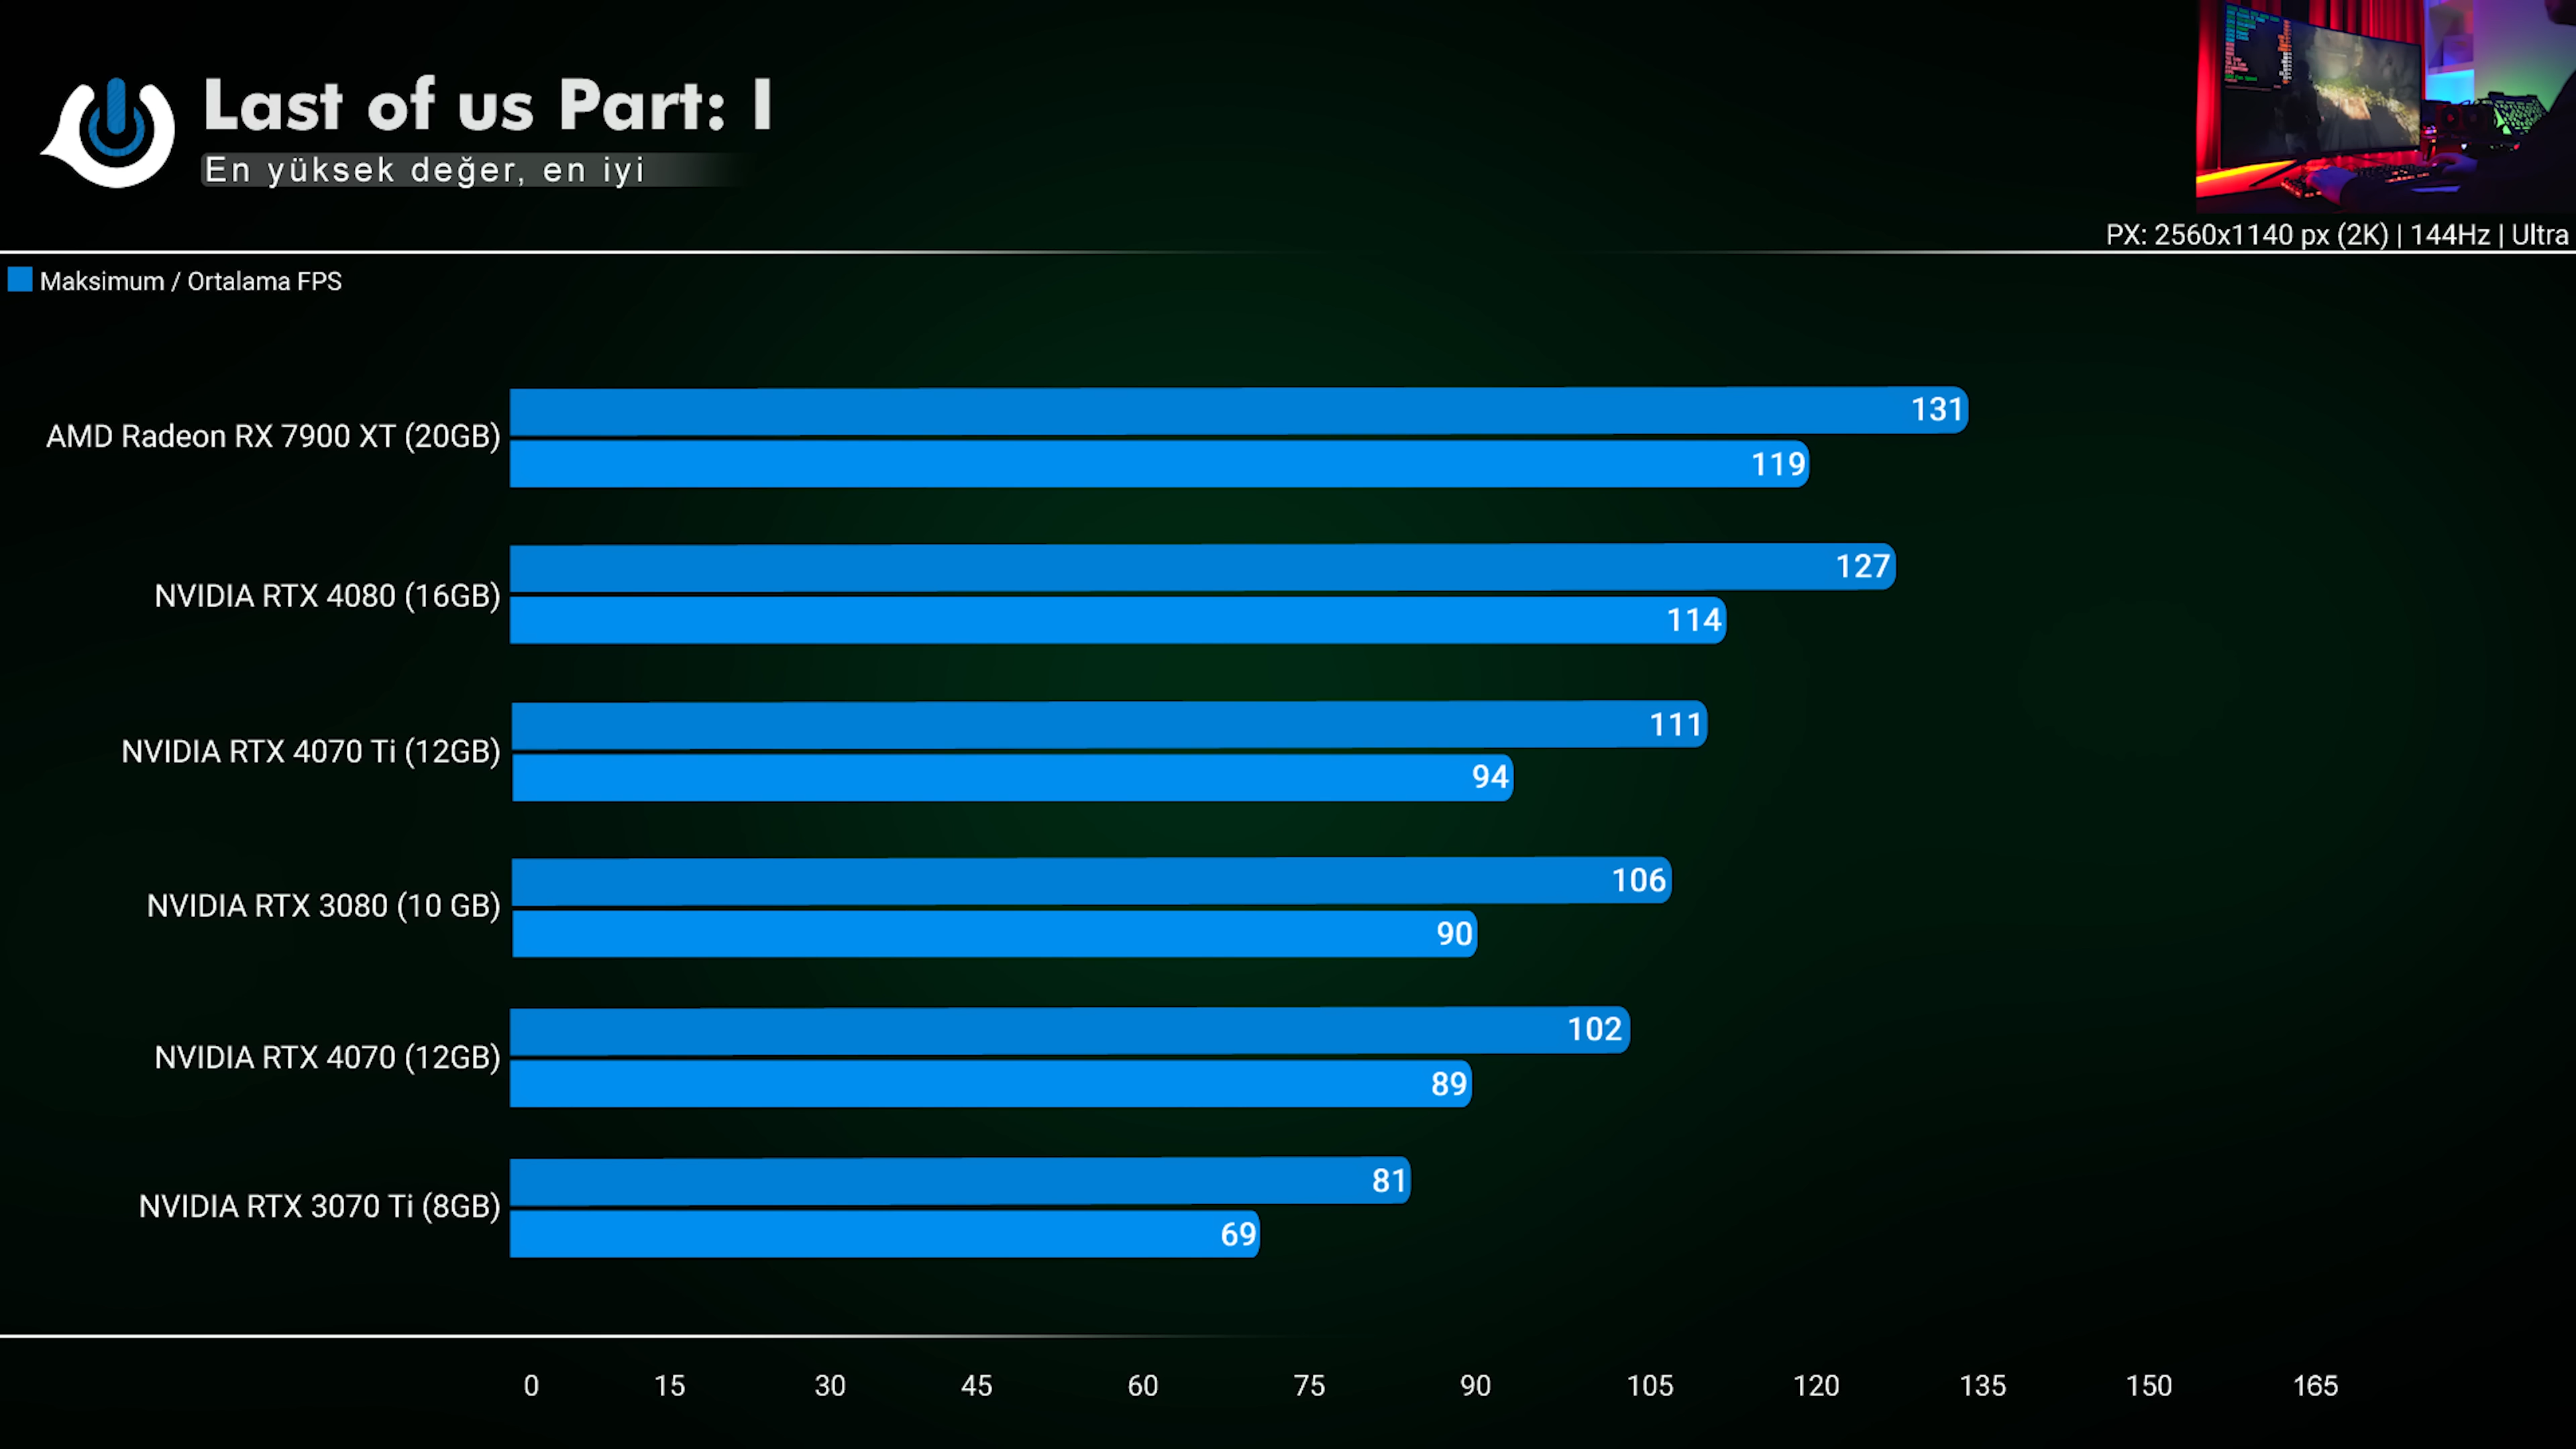 Last of us Part: I
En yüksek değer, en iyi
PX: 2560x1140 px (2K) | 144Hz | Ultra
Maksimum / Ortalama FPS
AMD Radeon RX 7900 XT (20GB)
131
119
NVIDIA RTX 4080 (16GB)
127
114
NVIDIA RTX 4070 Ti (12GB)
111
94
NVIDIA RTX 3080 (10 GB)
106
90
NVIDIA RTX 4070 (12GB)
102
89
NVIDIA RTX 3070 Ti (8GB)
81
69
0 15 30 45 60 75 90 105 120 135 150 165